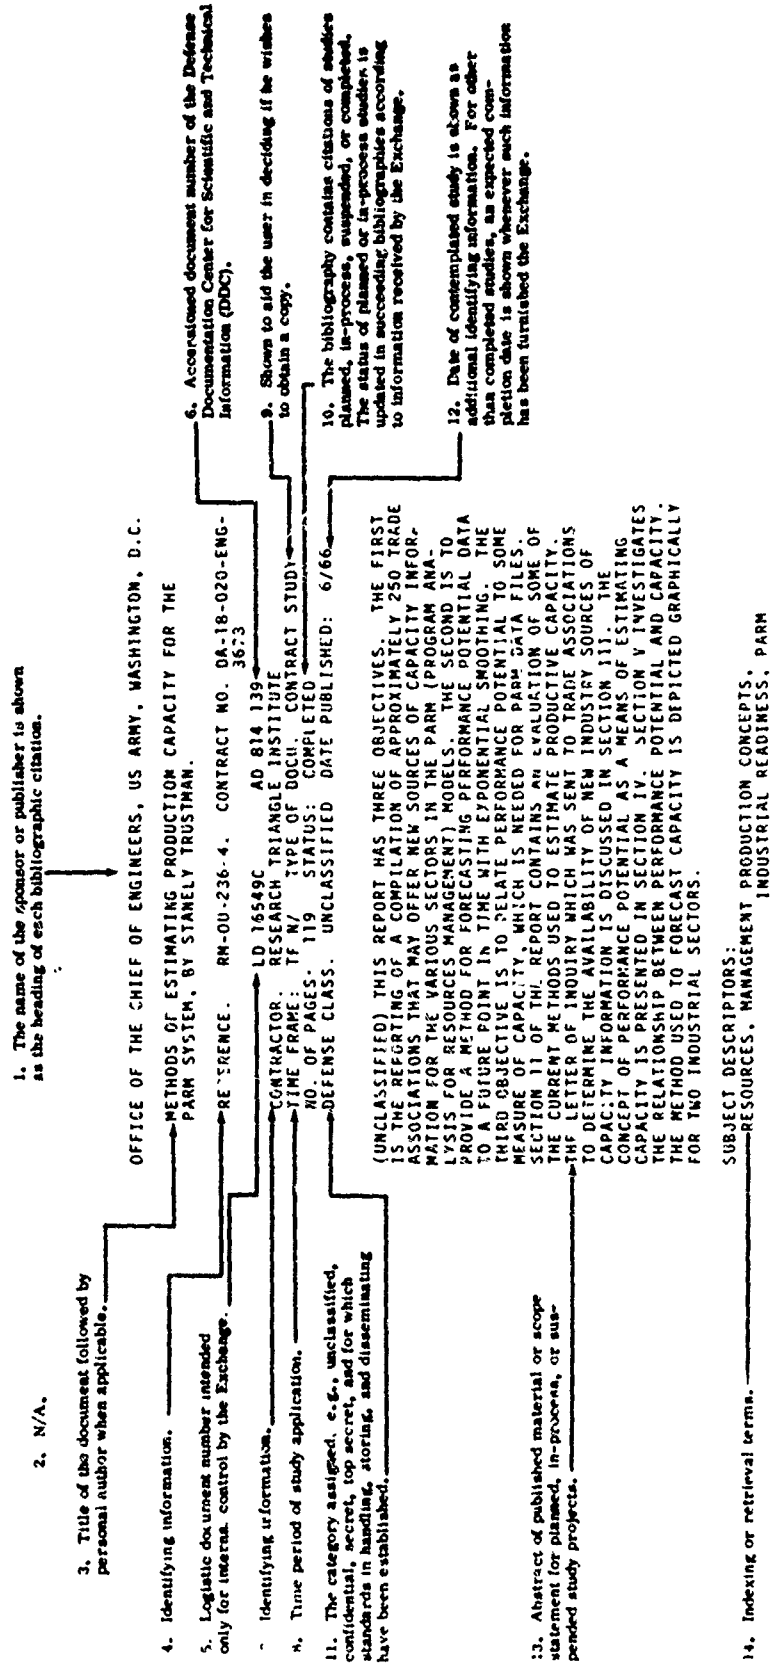 1. The name of the sponsor or publisher is shown
as the heading of each bibliographic citation.
2. N/A.
3. Title of the document followed by
personal author when applicable.
4. Identifying information.
5. Logistic document number intended
only for internal control by the Exchange.
Identifying information.
8. Time period of study application.
11. The category assigned, e.g., unclassified,
confidential, secret, top secret, and for which
standards in handling, storing, and disseminating
have been established.
13. Abstract of published material or scope
statement for planned, in-process, or sus-
pended study projects.
14. Indexing or retrieval terms.
OFFICE OF THE CHIEF OF ENGINEERS, US ARMY, WASHINGTON, D.C.
METHODS OF ESTIMATING PRODUCTION CAPACITY FOR THE
PARM SYSTEM, BY STANELY TRUSTMAN.
REFERENCE. RM-OU-236-4. CONTRACT NO. DA-18-020-ENG-
LD 16549C AD 814 139
CONTRACTOR. RESEARCH TRIANGLE INSTITUTE
TIME FRAME: TF N/ TYPE OF DOCU. CONTRACT STUDY
NO. OF PAGES. 119 STATUS: COMPLETED
DEFENSE CLASS. UNCLASSIFIED DATE PUBLISHED: 6/66
(UNCLASSIFIED) THIS REPORT HAS THREE OBJECTIVES. THE FIRST
IS THE REPORTING OF A COMPILATION OF APPROXIMATELY 250 TRADE
ASSOCIATIONS THAT MAY OFFER NEW SOURCES OF CAPACITY INFOR-
MATION FOR THE VARIOUS SECTORS IN THE PARM (PROGRAM ANA-
LYSIS FOR RESOURCES MANAGEMENT) MODELS. THE SECOND IS TO
PROVIDE A METHOD FOR FORECASTING PERFORMANCE POTENTIAL DATA
TO A FUTURE POINT IN TIME WITH EXPONENTIAL SMOOTHING. THE
THIRD OBJECTIVE IS TO RELATE PERFORMANCE POTENTIAL TO SOME
MEASURE OF CAPACITY, WHICH IS NEEDED FOR PARM DATA FILES.
SECTION II OF THE REPORT CONTAINS AN EVALUATION OF SOME OF
THE CURRENT METHODS USED TO ESTIMATE PRODUCTIVE CAPACITY.
THE LETTER OF INQUIRY WHICH WAS SENT TO TRADE ASSOCIATIONS
TO DETERMINE THE AVAILABILITY OF NEW INDUSTRY SOURCES OF
CAPACITY INFORMATION IS DISCUSSED IN SECTION III. THE
CONCEPT OF PERFORMANCE POTENTIAL AS A MEANS OF ESTIMATING
CAPACITY IS PRESENTED IN SECTION IV. SECTION V INVESTIGATES
THE RELATIONSHIP BETWEEN PERFORMANCE POTENTIAL AND CAPACITY.
THE METHOD USED TO FORECAST CAPACITY IS DEPICTED GRAPHICALLY
FOR TWO INDUSTRIAL SECTORS.
SUBJECT DESCRIPTORS:
RESOURCES, MANAGEMENT PRODUCTION CONCEPTS,
INDUSTRIAL READINESS, PARM
6. Accessioned document number of the Defense
Documentation Center for Scientific and Technical
Information (DDC).
9. Shown to aid the user in deciding if he wishes
to obtain a copy.
10. The bibliography contains citations of studies
planned, in-process, suspended, or completed.
The status of planned or in-process studies is
updated in succeeding bibliographies according
to information received by the Exchange.
12. Date of contemplated study is shown as
additional identifying information. For other
than completed studies, an expected com-
pletion date is shown whenever such information
has been furnished the Exchange.